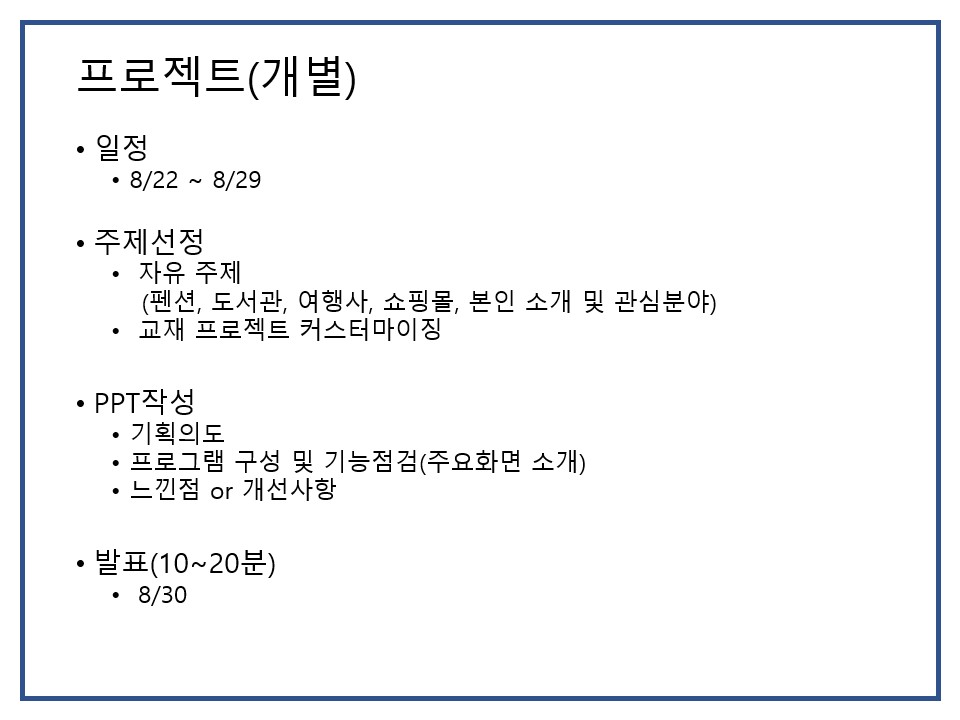 프로젝트(개별)
• 일정
• 8/22 ~ 8/29
• 주제선정
• 자유 주제
(펜션, 도서관, 여행사, 쇼핑몰, 본인 소개 및 관심분야)
• 교재 프로젝트 커스터마이징
• PPT작성
• 기획의도
• 프로그램 구성 및 기능점검(주요화면 소개)
• 느낀점 or 개선사항
• 발표(10~20분)
• 8/30